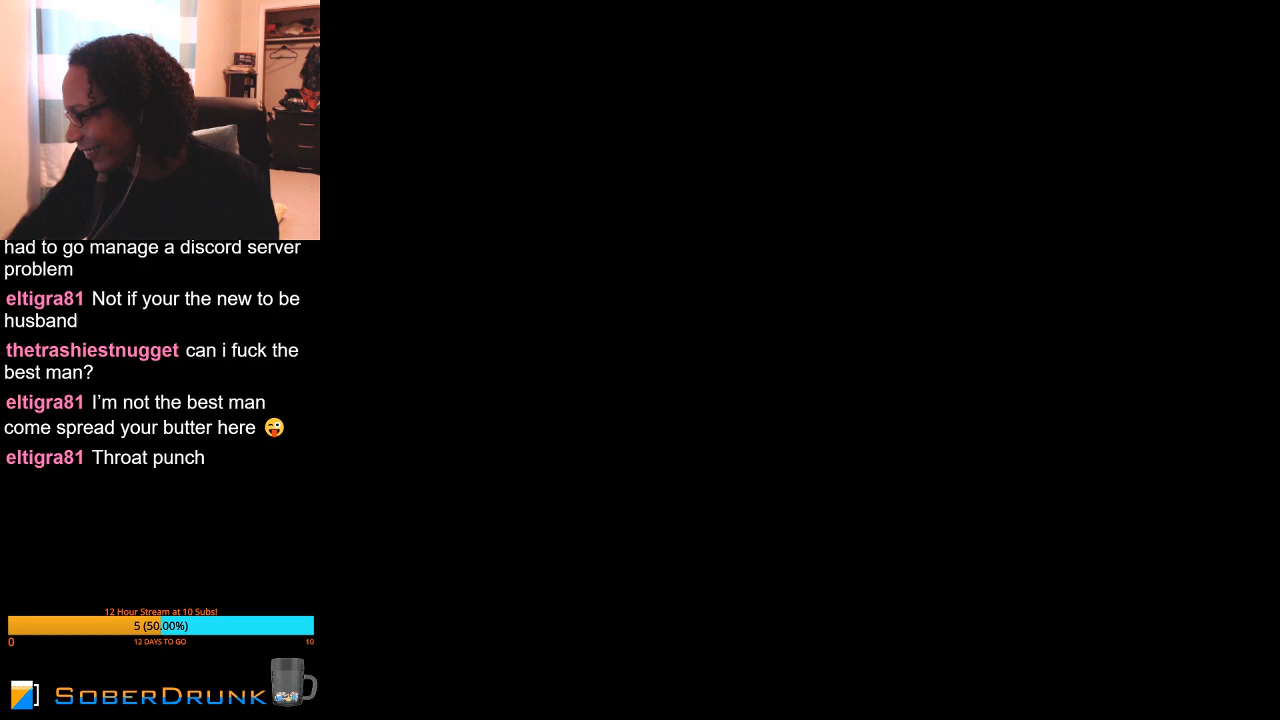 had to go manage a discord server
problem
eltigra81 Not if your the new to be
husband
thetrashiestnugget can i fuck the
best man?
eltigra81 I’m not the best man
come spread your butter here 😜
eltigra81 Throat punch
12 Hour Stream at 10 Subs!
5 (50.00%)
0 12 DAYS TO GO 10
SOBERDRUNK